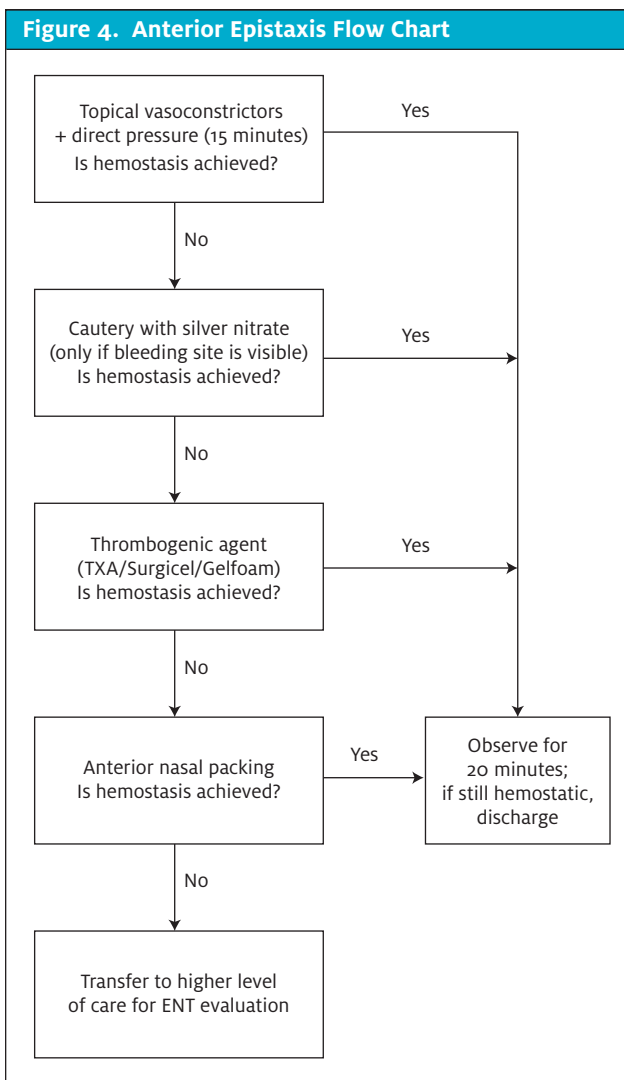 Figure 4. Anterior Epistaxis Flow Chart
Topical vasoconstrictors
+ direct pressure (15 minutes)
Is hemostasis achieved?
Yes
No
Cautery with silver nitrate
(only if bleeding site is visible)
Is hemostasis achieved?
Yes
No
Thrombogenic agent
(TXA/Surgicel/Gelfoam)
Is hemostasis achieved?
Yes
No
Anterior nasal packing
Is hemostasis achieved?
Yes
Observe for
20 minutes;
if still hemostatic,
discharge
No
Transfer to higher level
of care for ENT evaluation